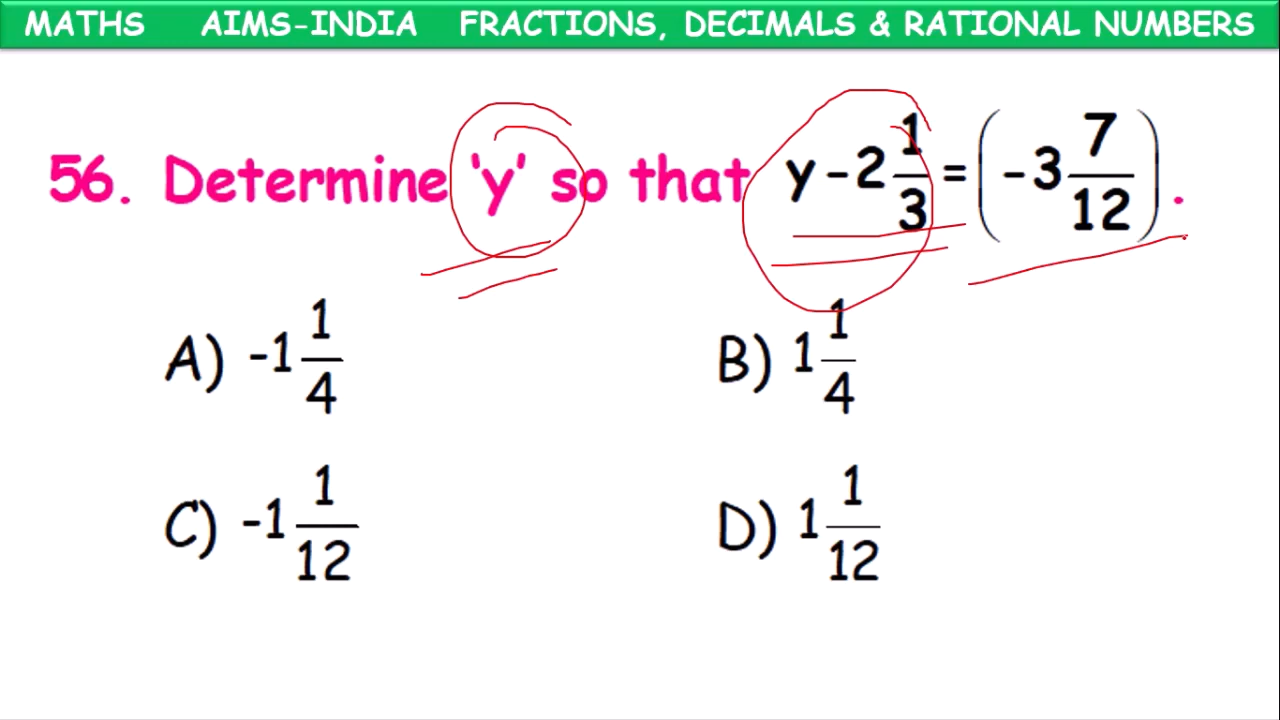 MATHS AIMS-INDIA FRACTIONS, DECIMALS & RATIONAL NUMBERS
56. Determine 'y' so that y - 2 1/3 = (-3 7/12).
A) -1 1/4 B) 1 1/4
C) -1 1/12 D) 1 1/12